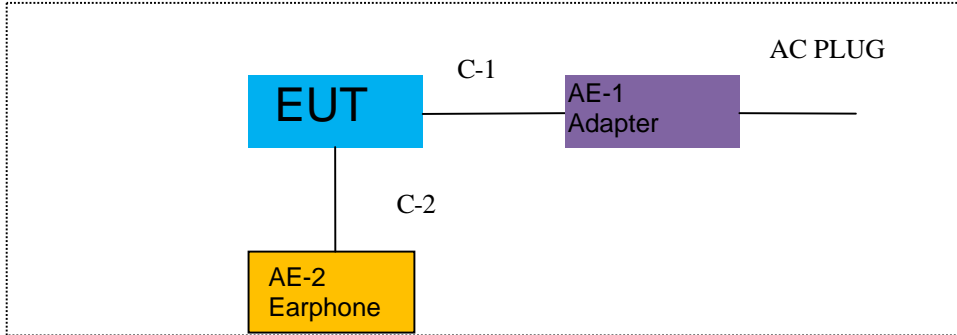 AC PLUG
C-1
EUT
AE-1
Adapter
C-2
AE-2
Earphone